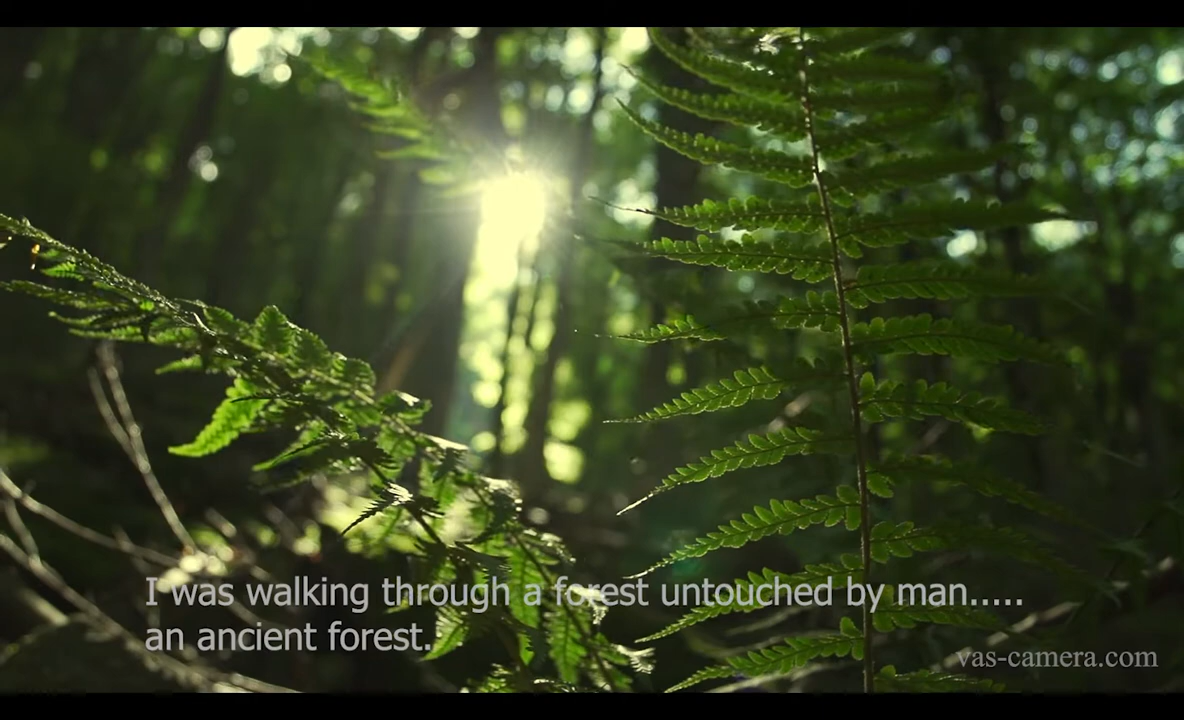 I was walking through a forest untouched by man.....
an ancient forest.
vas-camera.com